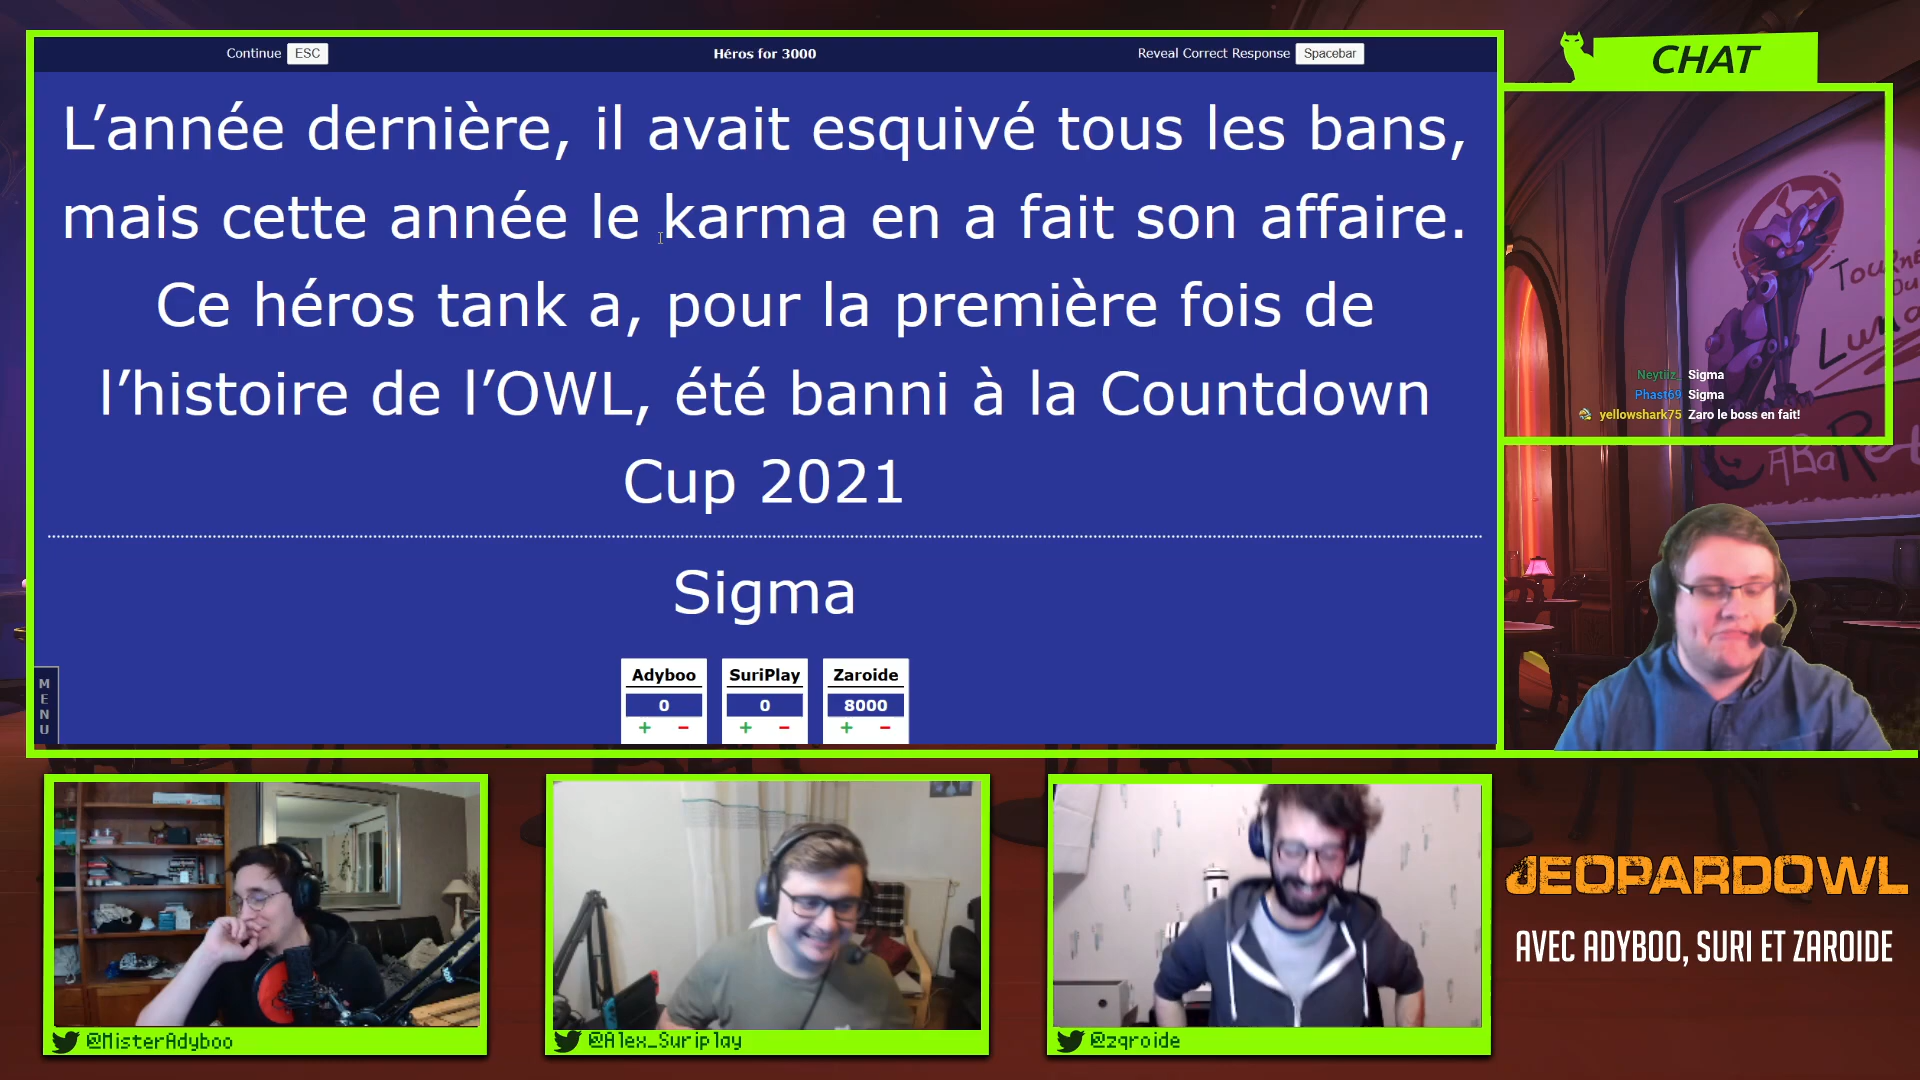 Continue ESC
Héros for 3000
Reveal Correct Response Spacebar
CHAT
L’année dernière, il avait esquivé tous les bans,
mais cette année le karma en a fait son affaire.
Ce héros tank a, pour la première fois de
l’histoire de l’OWL, été banni à la Countdown
Cup 2021
Sigma
MENU
Adyboo
0
+ −
SuriPlay
0
+ −
Zaroide
8000
+ −
Neytiiz Sigma
Phast69 Sigma
yellowshark75 Zaro le boss en fait!
CABaRet
@MisterAdyboo
@Alex_Suriplay
@zqroide
JEOPARDOWL
AVEC ADYBOO, SURI ET ZAROIDE